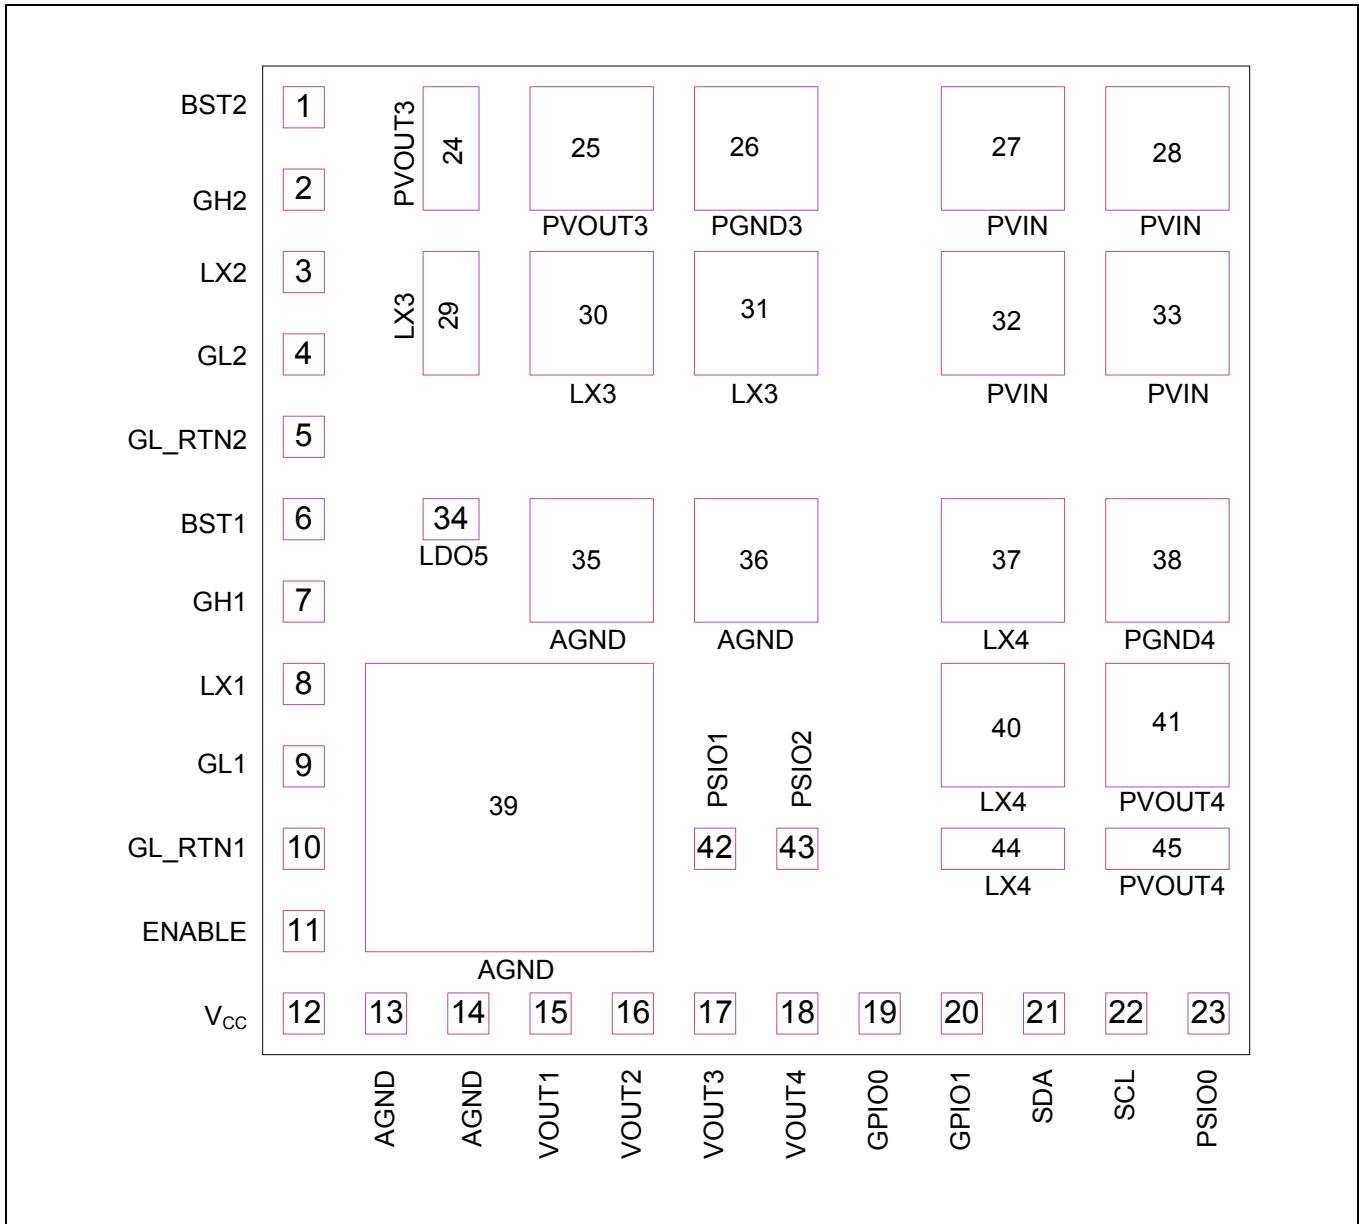 BST2 1 PVOUT3 24 25 26 27 28
GH2 2 PVOUT3 PGND3 PVIN PVIN
LX2 3 LX3 29 30 31 32 33
GL2 4 LX3 LX3 PVIN PVIN
GL_RTN2 5
BST1 6 34 35 36 37 38
LDO5
GH1 7 AGND AGND LX4 PGND4
LX1 8
GL1 9 39 PSIO1 PSIO2 40 41
LX4 PVOUT4
GL_RTN1 10 42 43 44 45
LX4 PVOUT4
ENABLE 11
AGND
VCC 12 13 14 15 16 17 18 19 20 21 22 23
AGND AGND VOUT1 VOUT2 VOUT3 VOUT4 GPIO0 GPIO1 SDA SCL PSIO0